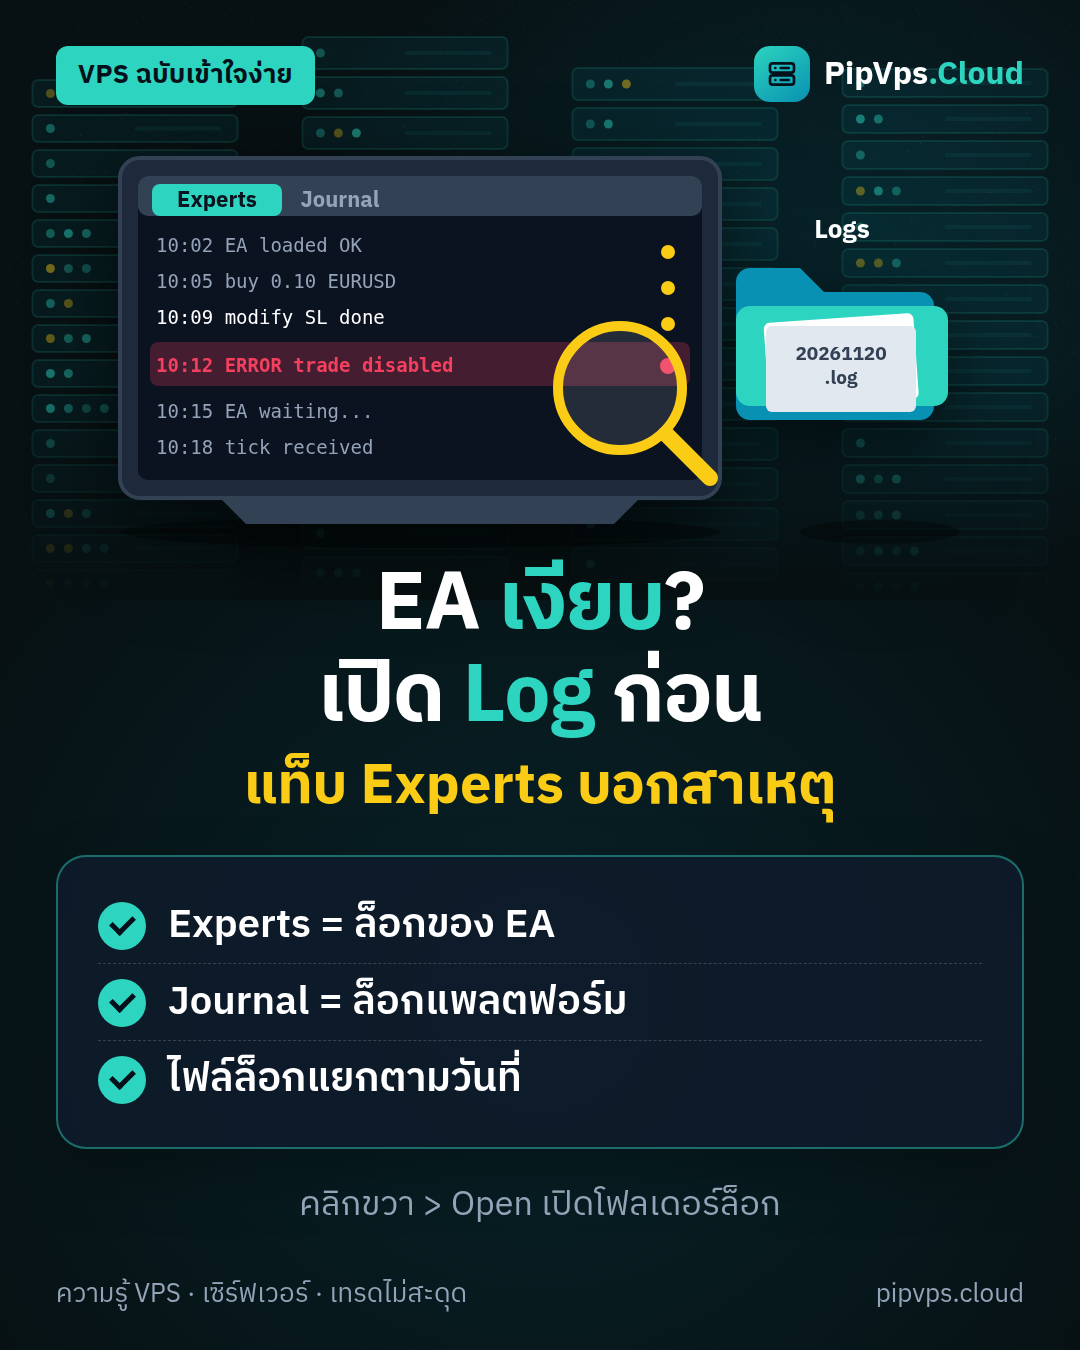 VPS ฉบับเข้าใจง่าย
PipVps.Cloud
Experts
Journal
10:02 EA loaded OK
10:05 buy 0.10 EURUSD
10:09 modify SL done
10:12 ERROR trade disabled
10:15 EA waiting...
10:18 tick received
Logs
20261120
.log
EA เงียบ?
เปิด Log ก่อน
แท็บ Experts บอกสาเหตุ
Experts = ล็อกของ EA
Journal = ล็อกแพลตฟอร์ม
ไฟล์ล็อกแยกตามวันที่
คลิกขวา > Open เปิดโฟลเดอร์ล็อก
ความรู้ VPS · เซิร์ฟเวอร์ · เทรดไม่สะดุด
pipvps.cloud